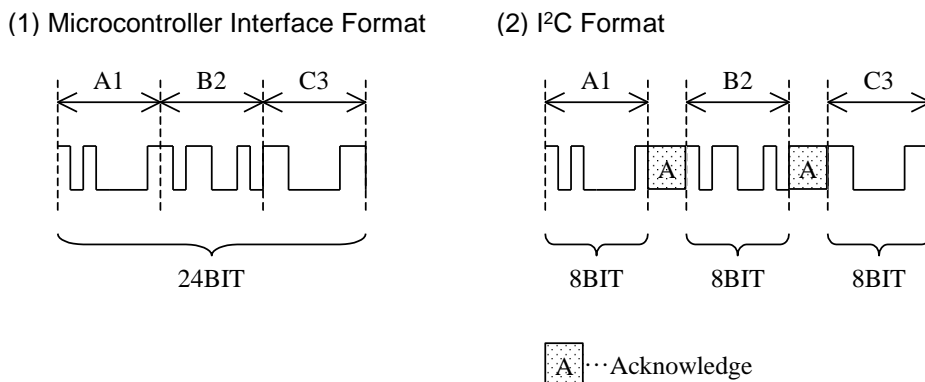 (1) Microcontroller Interface Format
(2) I²C Format
A1 B2 C3
24BIT
A1 B2 C3
A A
8BIT 8BIT 8BIT
A ···Acknowledge